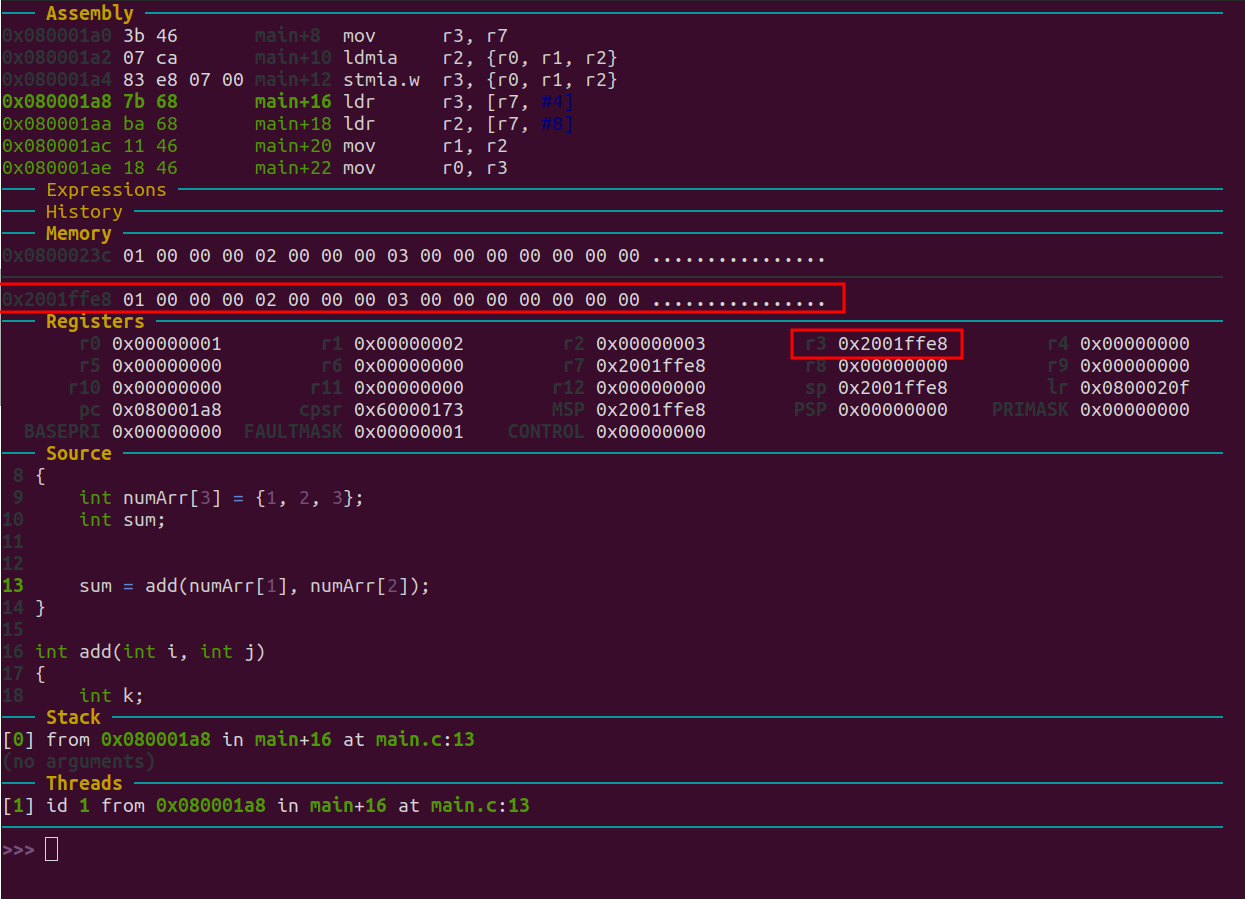 Assembly
0x080001a0 3b 46 main+8 mov r3, r7
0x080001a2 07 ca main+10 ldmia r2, {r0, r1, r2}
0x080001a4 83 e8 07 00 main+12 stmia.w r3, {r0, r1, r2}
0x080001a8 7b 68 main+16 ldr r3, [r7, #4]
0x080001aa ba 68 main+18 ldr r2, [r7, #8]
0x080001ac 11 46 main+20 mov r1, r2
0x080001ae 18 46 main+22 mov r0, r3
Expressions
History
Memory
0x0800023c 01 00 00 00 02 00 00 00 03 00 00 00 00 00 00 00 ................
0x2001ffe8 01 00 00 00 02 00 00 00 03 00 00 00 00 00 00 00 ................
Registers
r0 0x00000001 r1 0x00000002 r2 0x00000003 r3 0x2001ffe8 r4 0x00000000
r5 0x00000000 r6 0x00000000 r7 0x2001ffe8 r8 0x00000000 r9 0x00000000
r10 0x00000000 r11 0x00000000 r12 0x00000000 sp 0x2001ffe8 lr 0x0800020f
pc 0x080001a8 cpsr 0x60000173 MSP 0x2001ffe8 PSP 0x00000000 PRIMASK 0x00000000
BASEPRI 0x00000000 FAULTMASK 0x00000001 CONTROL 0x00000000
Source
8 {
9 int numArr[3] = {1, 2, 3};
10 int sum;
11
12
13 sum = add(numArr[1], numArr[2]);
14 }
15
16 int add(int i, int j)
17 {
18 int k;
Stack
[0] from 0x080001a8 in main+16 at main.c:13
(no arguments)
Threads
[1] id 1 from 0x080001a8 in main+16 at main.c:13
>>>